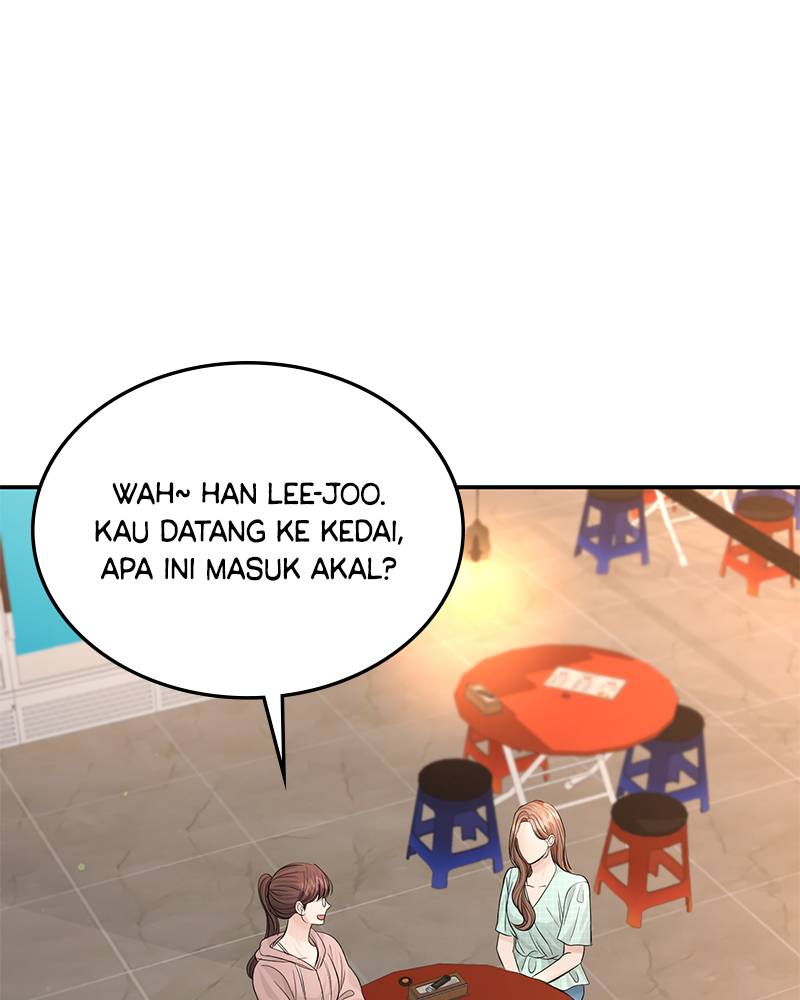 WAH~ HAN LEE-JOO.
KAU DATANG KE KEDAI,
APA INI MASUK AKAL?